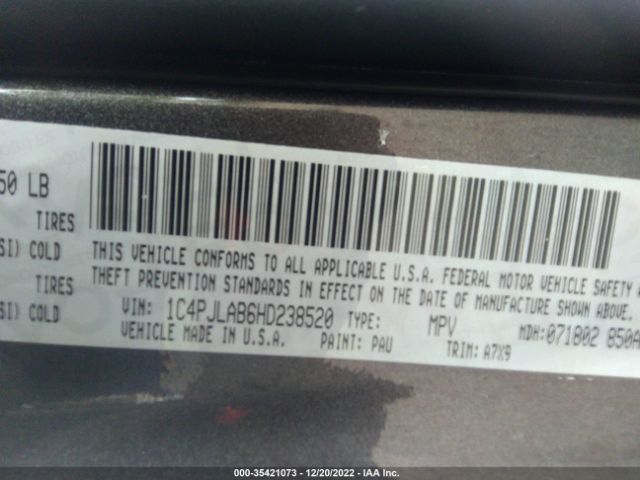 50 LB
TIRES
SI) COLD
TIRES
SI) COLD
THIS VEHICLE CONFORMS TO ALL APPLICABLE U.S.A. FEDERAL MOTOR VEHICLE SAFETY A
THEFT PREVENTION STANDARDS IN EFFECT ON THE DATE OF MANUFACTURE SHOWN ABOVE.
VIN: 1C4PJLAB6HD238520 TYPE: MPV MDH:071802 850A
VEHICLE MADE IN U.S.A. PAINT: PAU TRIM: A7X9
000-35421073 - 12/20/2022 - IAA Inc.